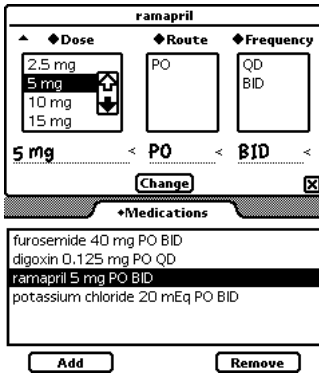 ramapril
Dose Route Frequency
2.5 mg PO QD
5 mg BID
10 mg
15 mg
5 mg < PO < BID <
Change
Medications
furosemide 40 mg PO BID
digoxin 0.125 mg PO QD
ramapril 5 mg PO BID
potassium chloride 20 mEq PO BID
Add Remove